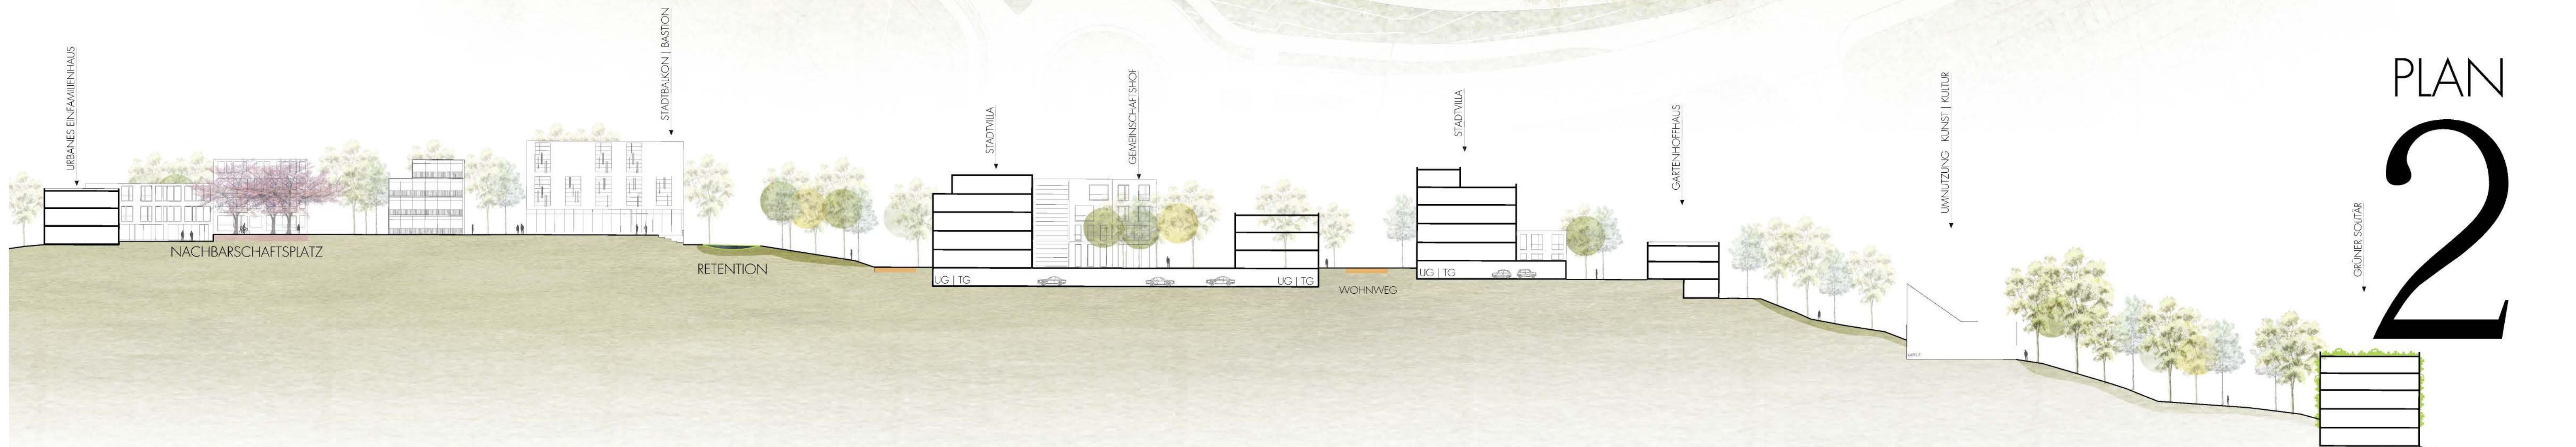 URBANES EINFAMILIENHAUS
NACHBARSCHAFTSPLATZ
STADTBALKON | BASTION
RETENTION
STADTVILLA
UG | TG
GEMEINSCHAFTSHOF
UG | TG
WOHNWEG
STADTVILLA
UG | TG
GARTENHOFFHAUS
UMNUTZUNG KUNST | KULTUR
GRÜNER SOLITÄR
PLAN
2